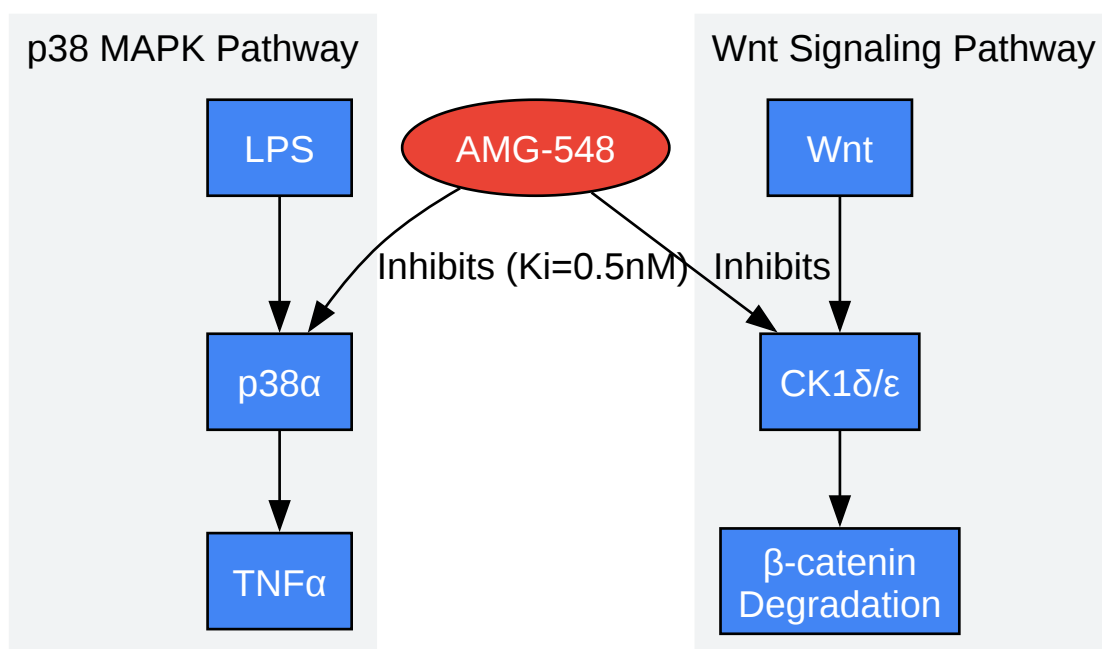 p38 MAPK Pathway
Wnt Signaling Pathway
LPS
AMG-548
Wnt
Inhibits (Ki=0.5nM)
Inhibits
p38α
CK1δ/ε
TNFα
β-catenin
Degradation